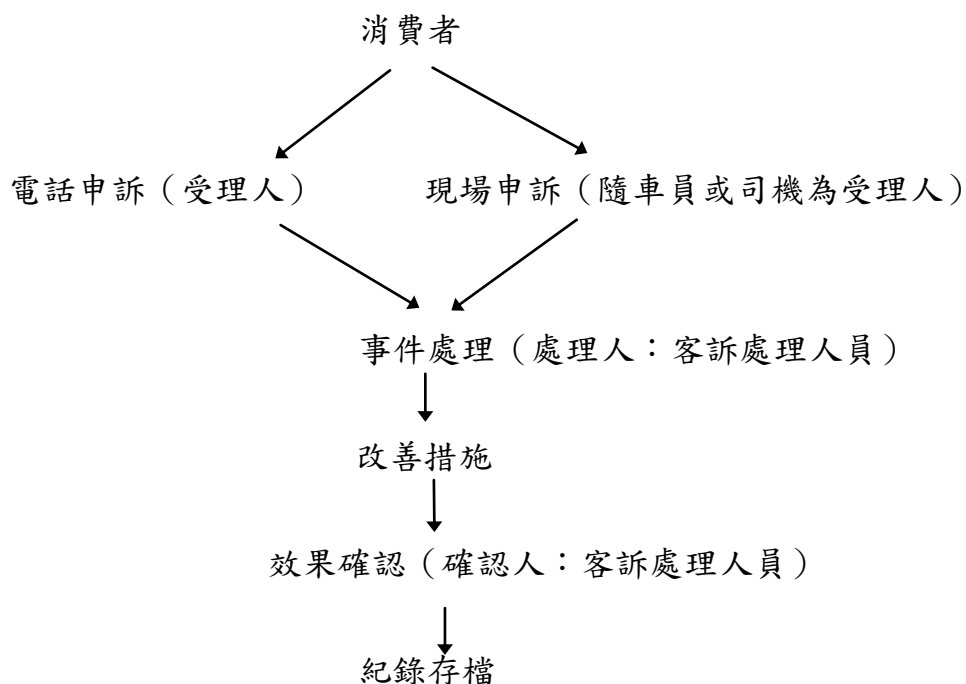 消費者
電話申訴（受理人）　現場申訴（隨車員或司機為受理人）
事件處理（處理人：客訴處理人員）
改善措施
效果確認（確認人：客訴處理人員）
紀錄存檔